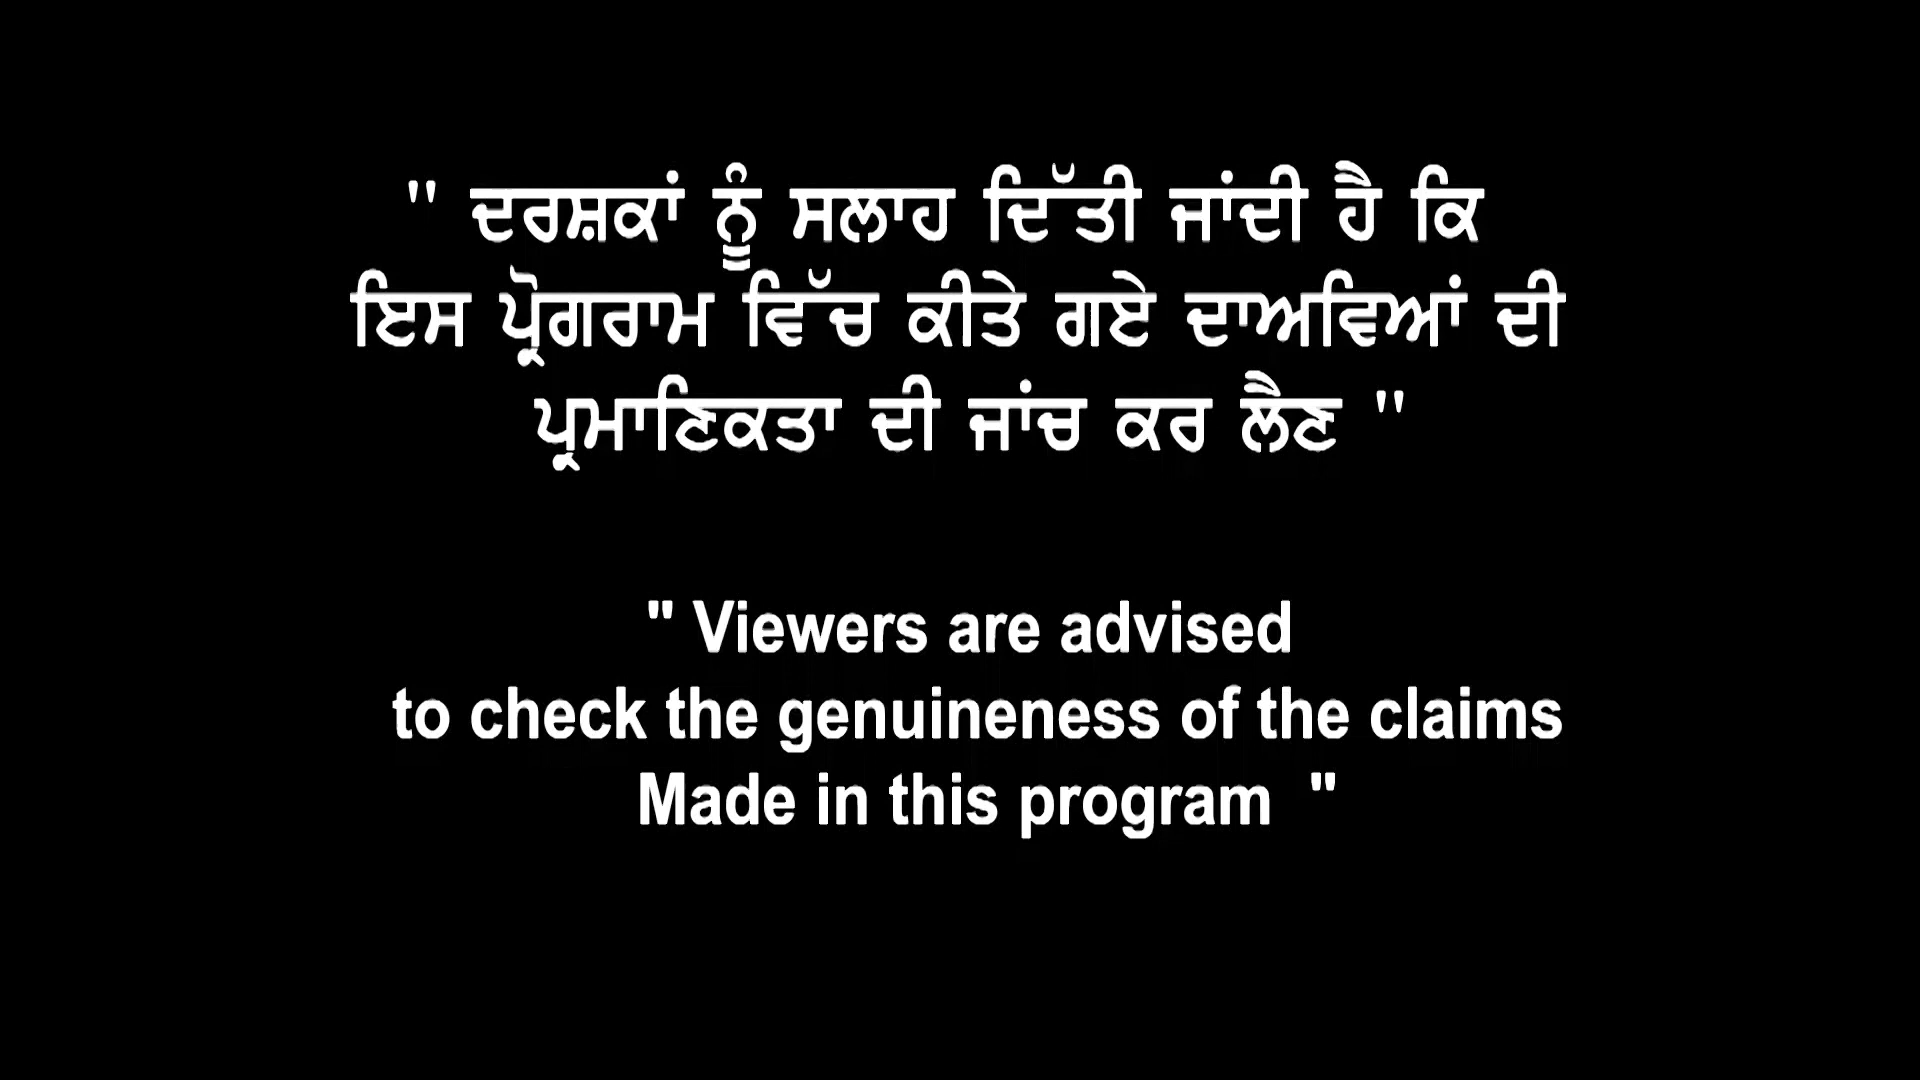 " ਦਰਸ਼ਕਾਂ ਨੂੰ ਸਲਾਹ ਦਿੱਤੀ ਜਾਂਦੀ ਹੈ ਕਿ
ਇਸ ਪ੍ਰੋਗਰਾਮ ਵਿੱਚ ਕੀਤੇ ਗਏ ਦਾਅਵਿਆਂ ਦੀ
ਪ੍ਰਮਾਣਿਕਤਾ ਦੀ ਜਾਂਚ ਕਰ ਲੈਣ "
" Viewers are advised
to check the genuineness of the claims
Made in this program "